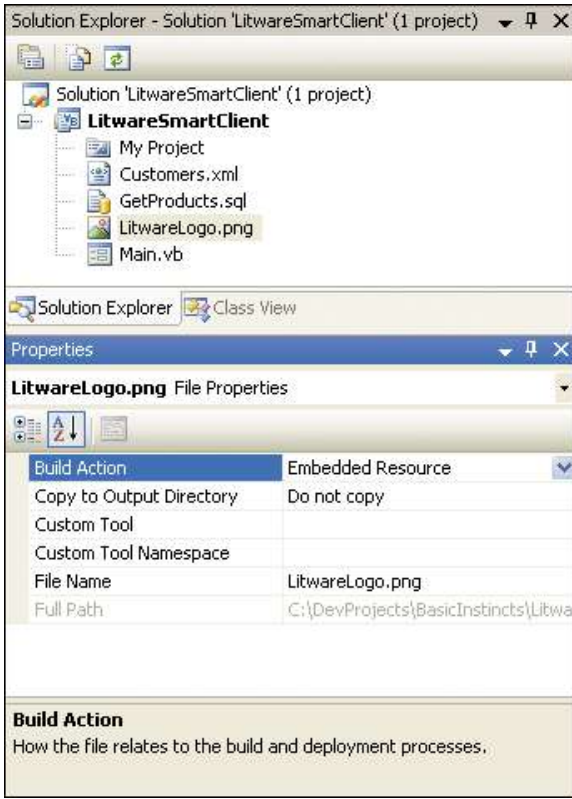 Solution Explorer - Solution 'LitwareSmartClient' (1 project)
Solution 'LitwareSmartClient' (1 project)
LitwareSmartClient
My Project
Customers.xml
GetProducts.sql
LitwareLogo.png
Main.vb
Solution Explorer Class View
Properties
LitwareLogo.png File Properties
Build Action Embedded Resource
Copy to Output Directory Do not copy
Custom Tool
Custom Tool Namespace
File Name LitwareLogo.png
Full Path C:\DevProjects\BasicInstincts\Litwa
Build Action
How the file relates to the build and deployment processes.